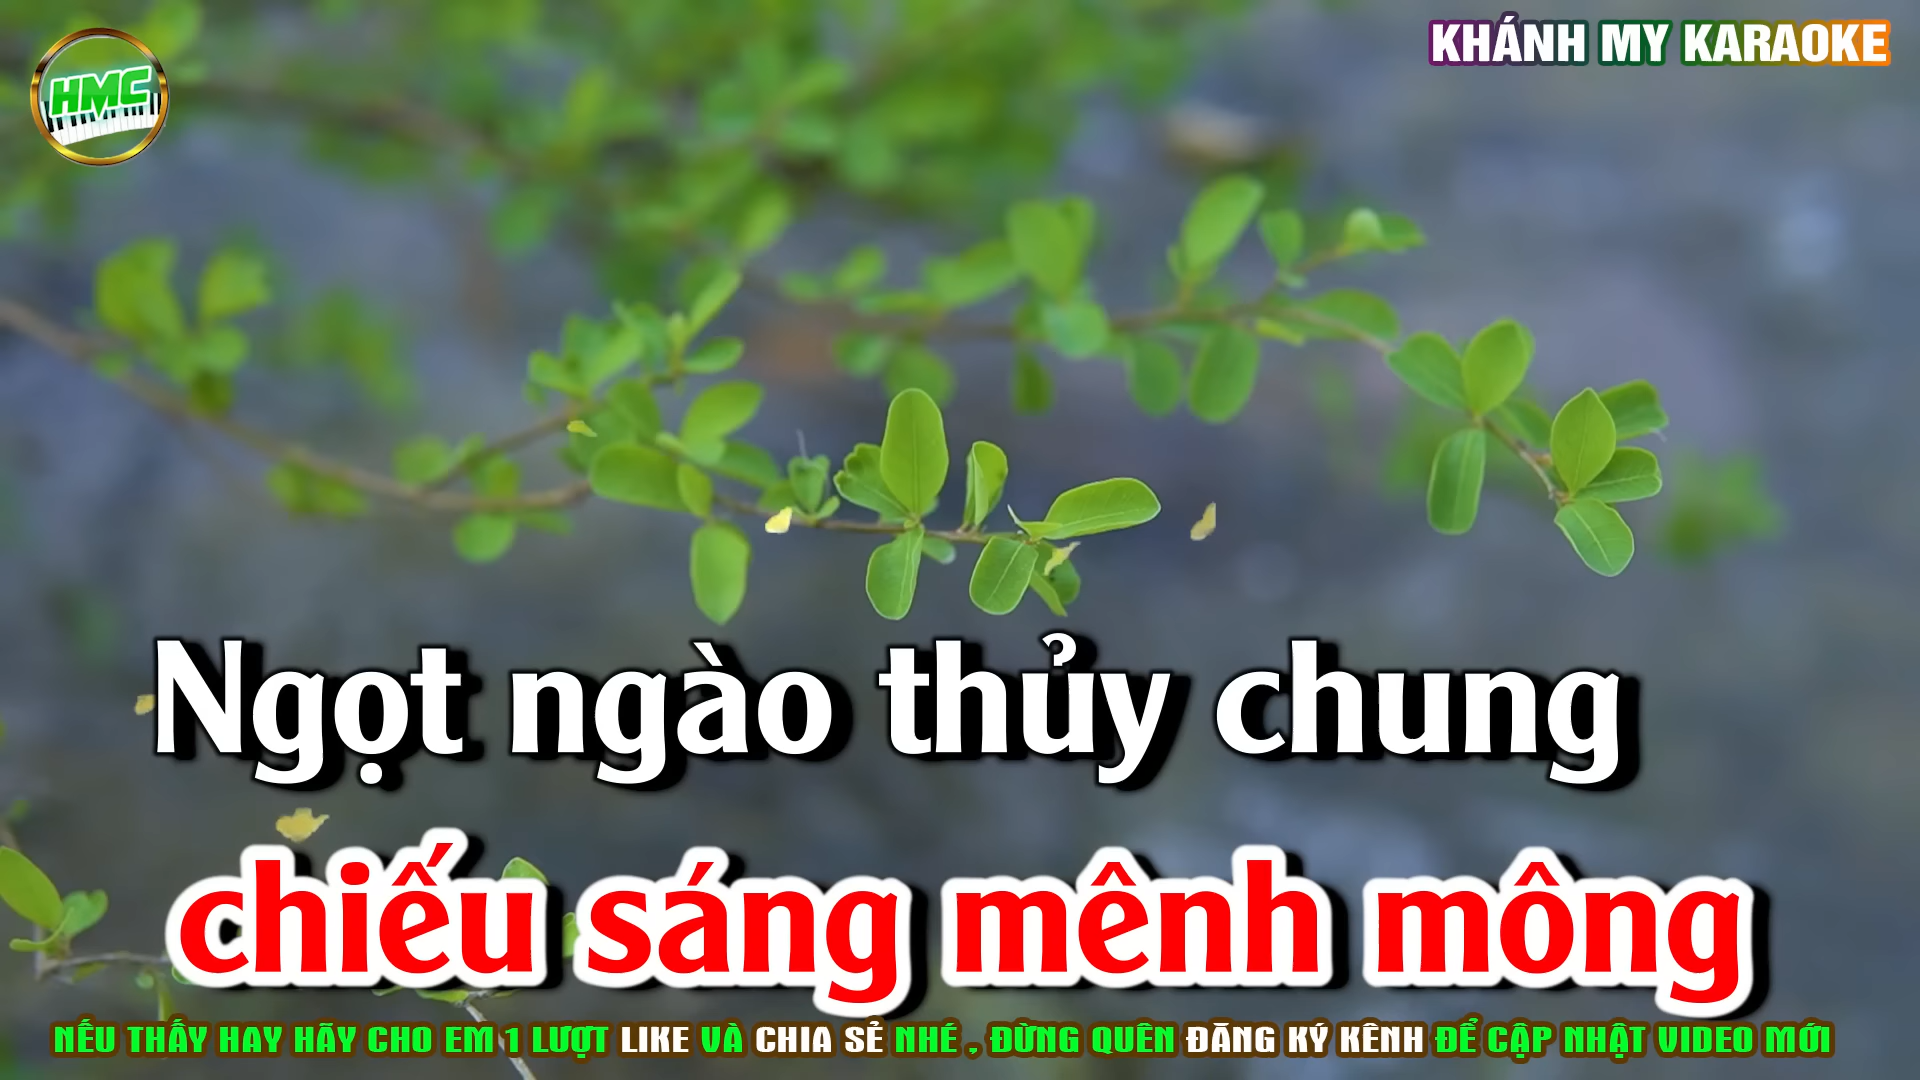 KHÁNH MY KARAOKE
HMC
Ngọt ngào thủy chung
chiếu sáng mênh mông
NẾU THẤY HAY HÃY CHO EM 1 LƯỢT LIKE VÀ CHIA SẺ NHÉ , ĐỪNG QUÊN ĐĂNG KÝ KÊNH ĐỂ CẬP NHẬT VIDEO MỚI